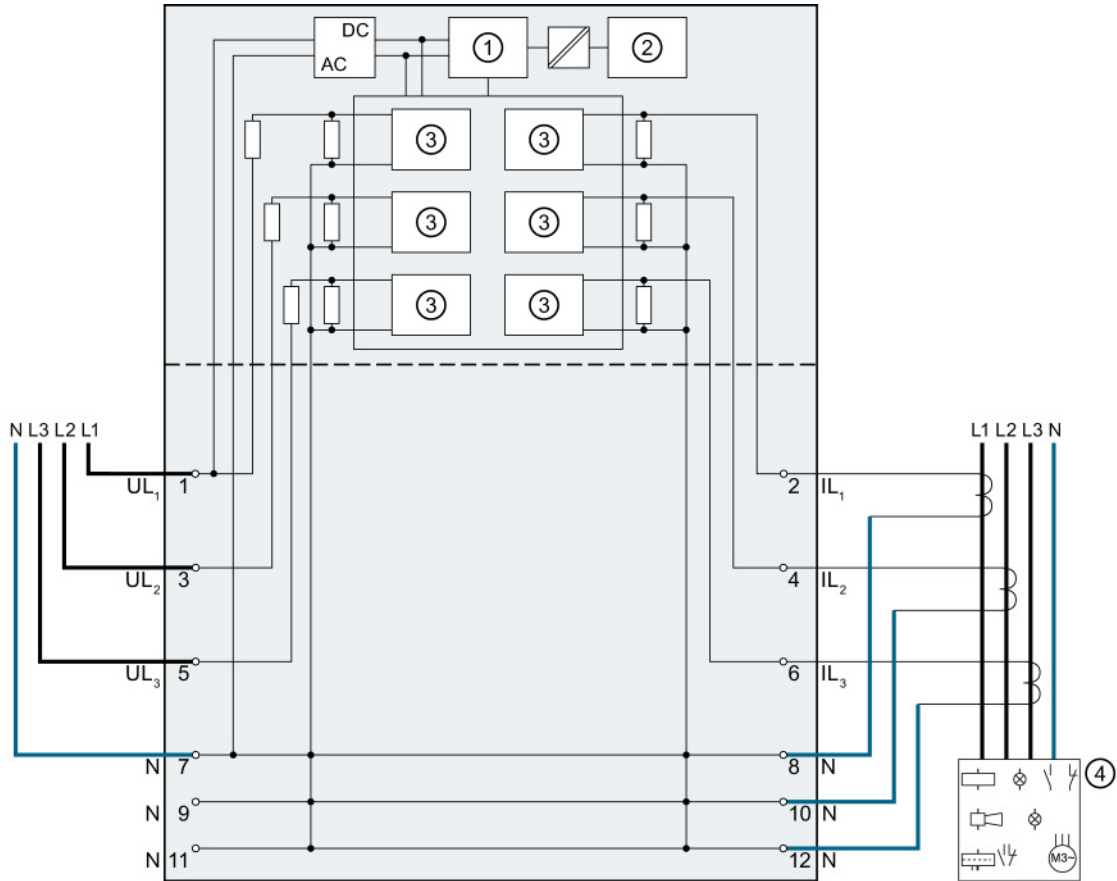 DC
AC
① ②
③ ③
③ ③
③ ③
N L3 L2 L1
L1 L2 L3 N
UL₁ 1
2 IL₁
UL₂ 3
4 IL₂
UL₃ 5
6 IL₃
N 7
8 N
N 9
10 N
N 11
12 N
④
M3~